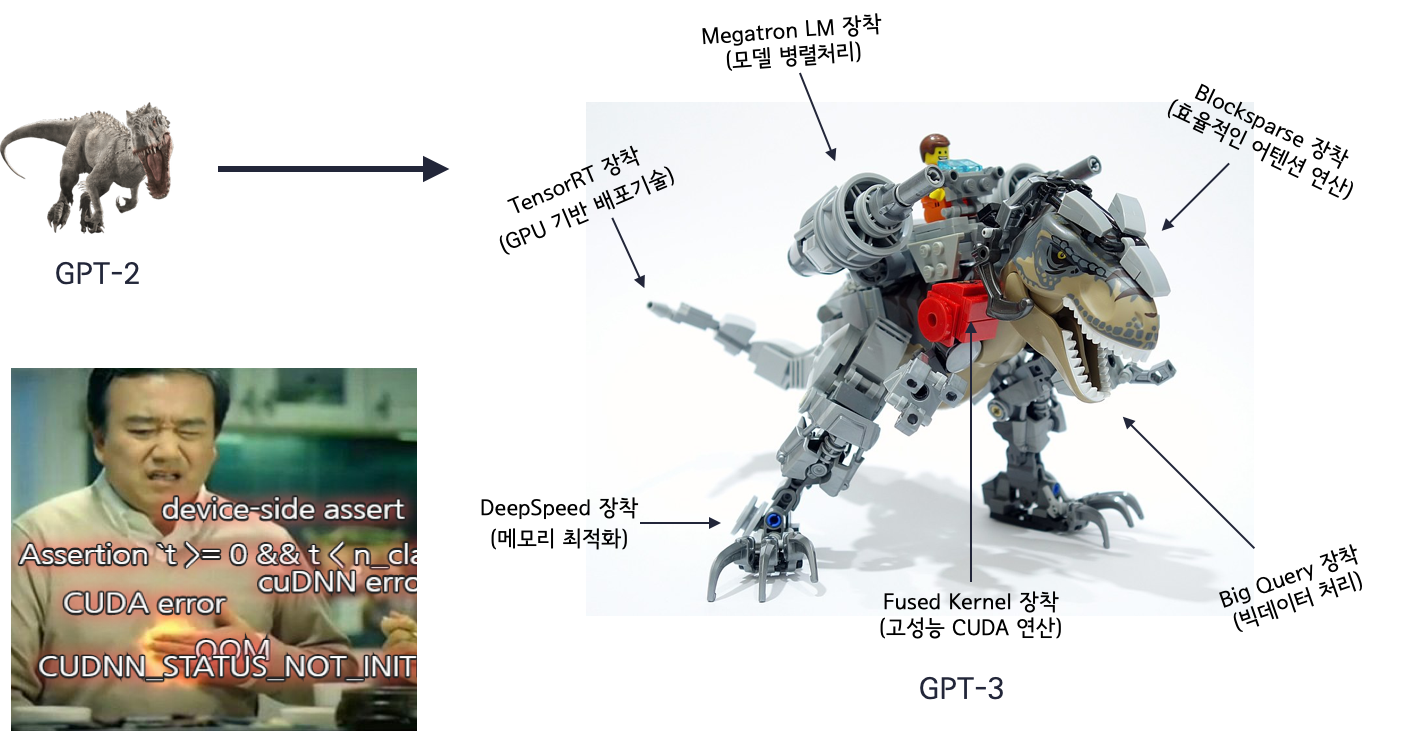 Megatron LM 장착
(모델 병렬처리)
Blocksparse 장착
(효율적인 어텐션 연산)
TensorRT 장착
(GPU 기반 배포기술)
GPT-2
device-side assert
Assertion `t >= 0 && t < n_cla
cuDNN erro
CUDA error
OOM
CUDNN_STATUS_NOT_INIT
DeepSpeed 장착
(메모리 최적화)
Fused Kernel 장착
(고성능 CUDA 연산)
Big Query 장착
(빅데이터 처리)
GPT-3